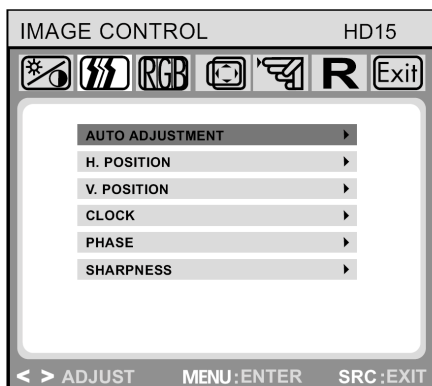 IMAGE CONTROL HD15
RGB R Exit
AUTO ADJUSTMENT
H. POSITION
V. POSITION
CLOCK
PHASE
SHARPNESS
< > ADJUST MENU:ENTER SRC:EXIT